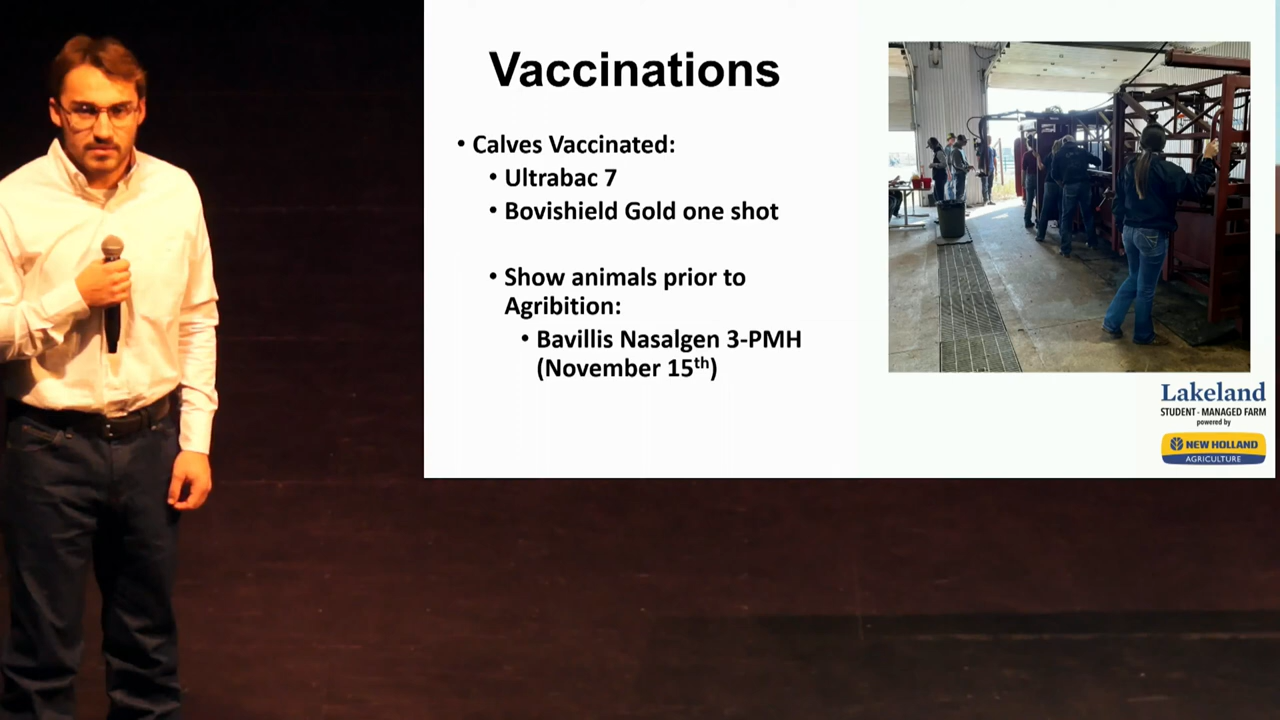 Vaccinations
• Calves Vaccinated:
• Ultrabac 7
• Bovishield Gold one shot
• Show animals prior to
Agribition:
• Bavillis Nasalgen 3-PMH
(November 15th)
Lakeland
STUDENT - MANAGED FARM
powered by
NEW HOLLAND
AGRICULTURE